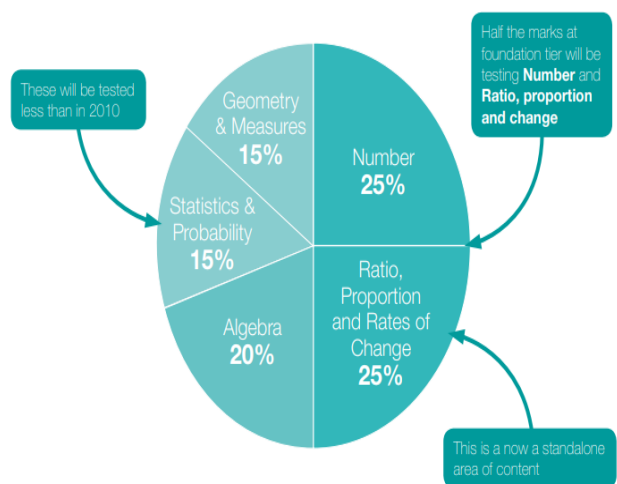 Half the marks at
foundation tier will be
testing Number and
Ratio, proportion
and change
These will be tested
less than in 2010
Geometry
& Measures
15%
Number
25%
Statistics &
Probability
15%
Ratio,
Proportion
and Rates of
Change
25%
Algebra
20%
This is a now a standalone
area of content